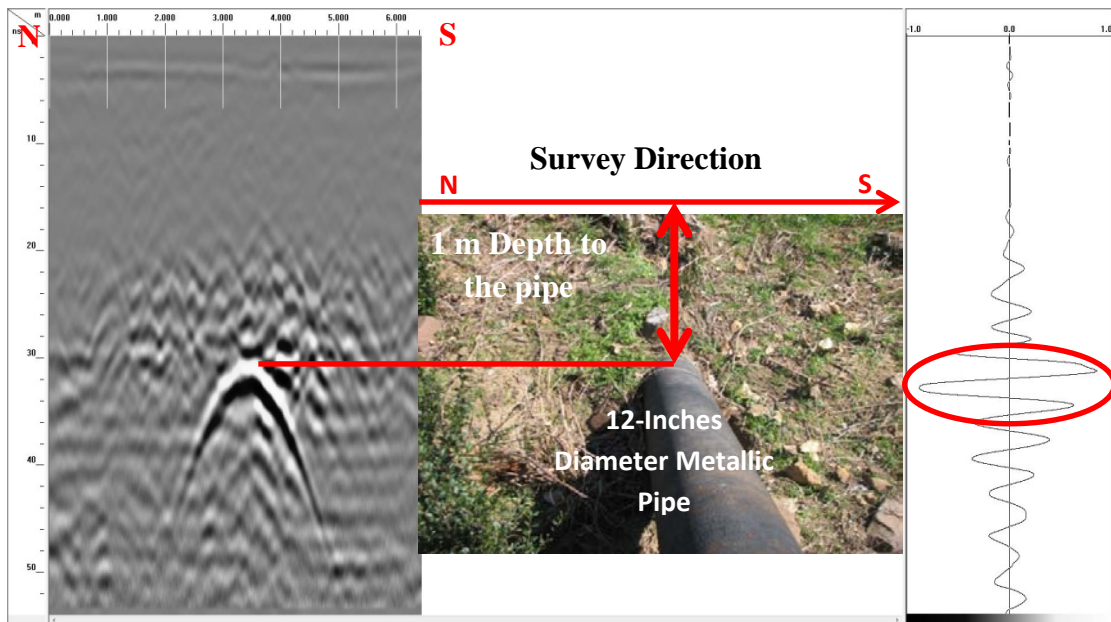 m 0.000 1.000 2.000 3.000 4.000 5.000 6.000
ns
N
S
10
20
30
40
50
Survey Direction
N S
1 m Depth to
the pipe
12-Inches
Diameter Metallic
Pipe
-1.0 0.0 1.0